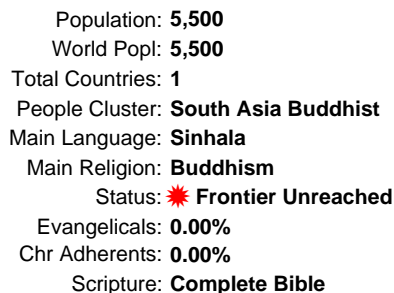 Population: 5,500
World Popl: 5,500
Total Countries: 1
People Cluster: South Asia Buddhist
Main Language: Sinhala
Main Religion: Buddhism
Status: Frontier Unreached
Evangelicals: 0.00%
Chr Adherents: 0.00%
Scripture: Complete Bible